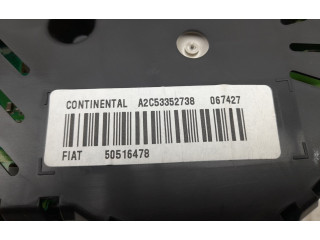 CONTINENTAL A2C53352738 067427
FIAT 50516478